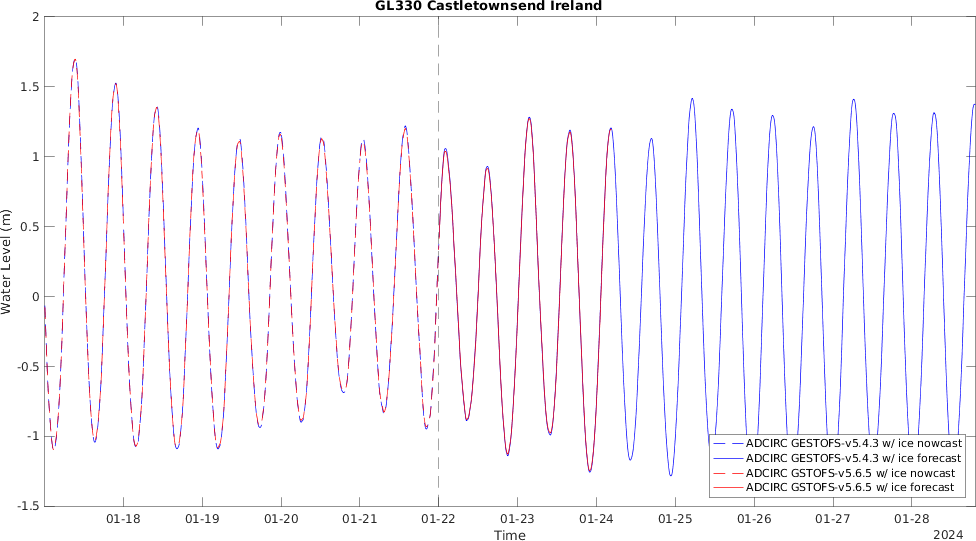 GL330 Castletownsend Ireland
2
1.5
1
0.5
0
-0.5
-1
-1.5
Water Level (m)
ADCIRC GESTOFS-v5.4.3 w/ ice nowcast
ADCIRC GESTOFS-v5.4.3 w/ ice forecast
ADCIRC GSTOFS-v5.6.5 w/ ice nowcast
ADCIRC GSTOFS-v5.6.5 w/ ice forecast
01-18 01-19 01-20 01-21 01-22 01-23 01-24 01-25 01-26 01-27 01-28
Time
2024